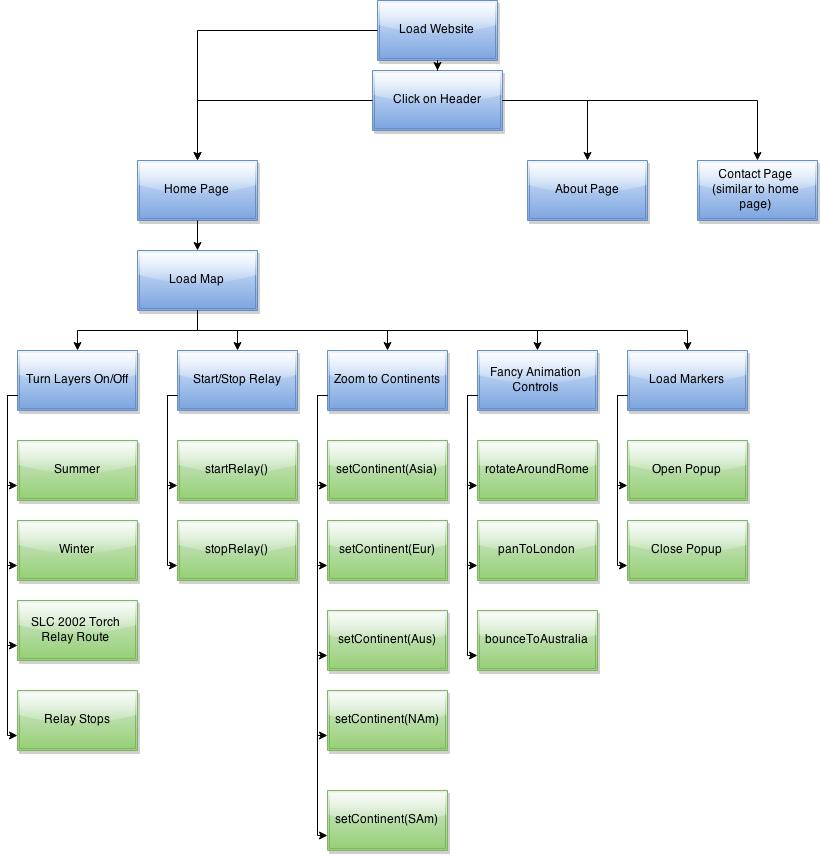 Load Website
Click on Header
Home Page
About Page
Contact Page
(similar to home
page)
Load Map
Turn Layers On/Off
Start/Stop Relay
Zoom to Continents
Fancy Animation
Controls
Load Markers
Summer
startRelay()
setContinent(Asia)
rotateAroundRome
Open Popup
Winter
stopRelay()
setContinent(Eur)
panToLondon
Close Popup
SLC 2002 Torch
Relay Route
setContinent(Aus)
bounceToAustralia
Relay Stops
setContinent(NAm)
setContinent(SAm)